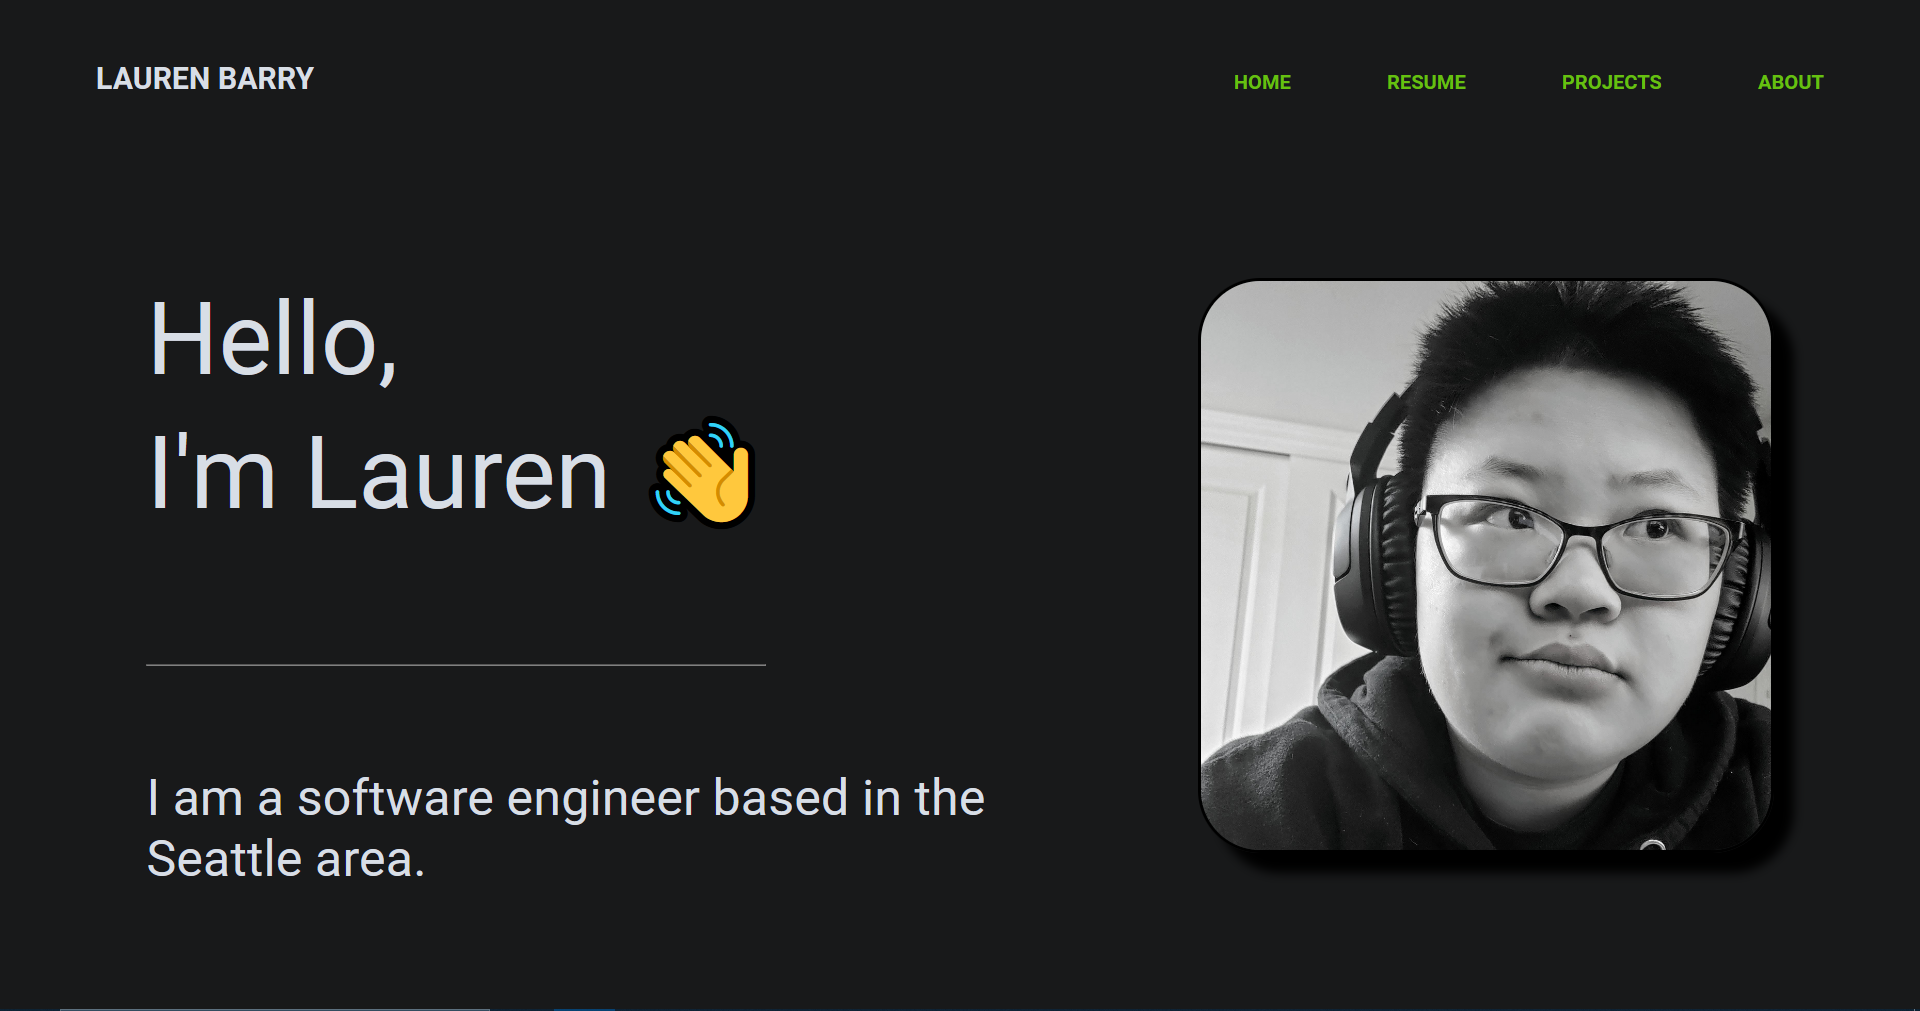 LAUREN BARRY
HOME RESUME PROJECTS ABOUT
Hello,
I'm Lauren 👋
I am a software engineer based in the
Seattle area.